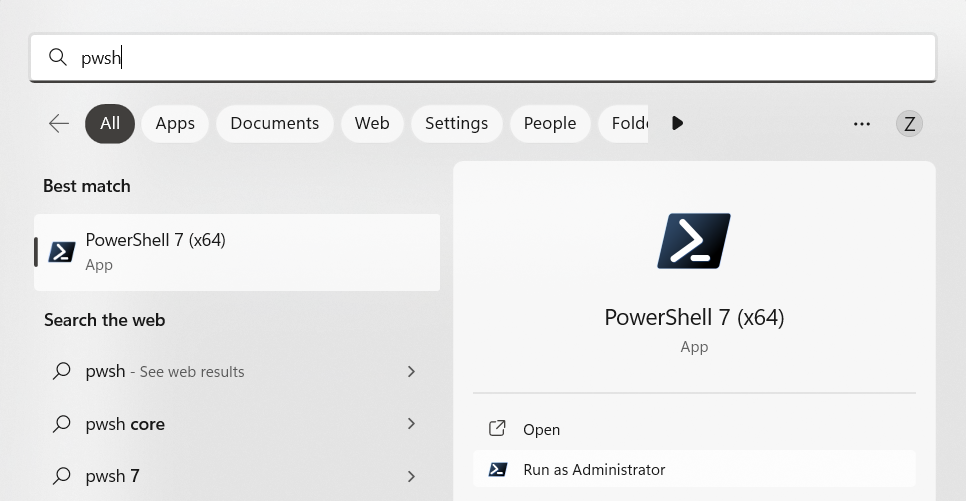 pwsh
All Apps Documents Web Settings People Folde ... Z
Best match
PowerShell 7 (x64)
App
Search the web
pwsh - See web results
pwsh core
pwsh 7
PowerShell 7 (x64)
App
Open
Run as Administrator